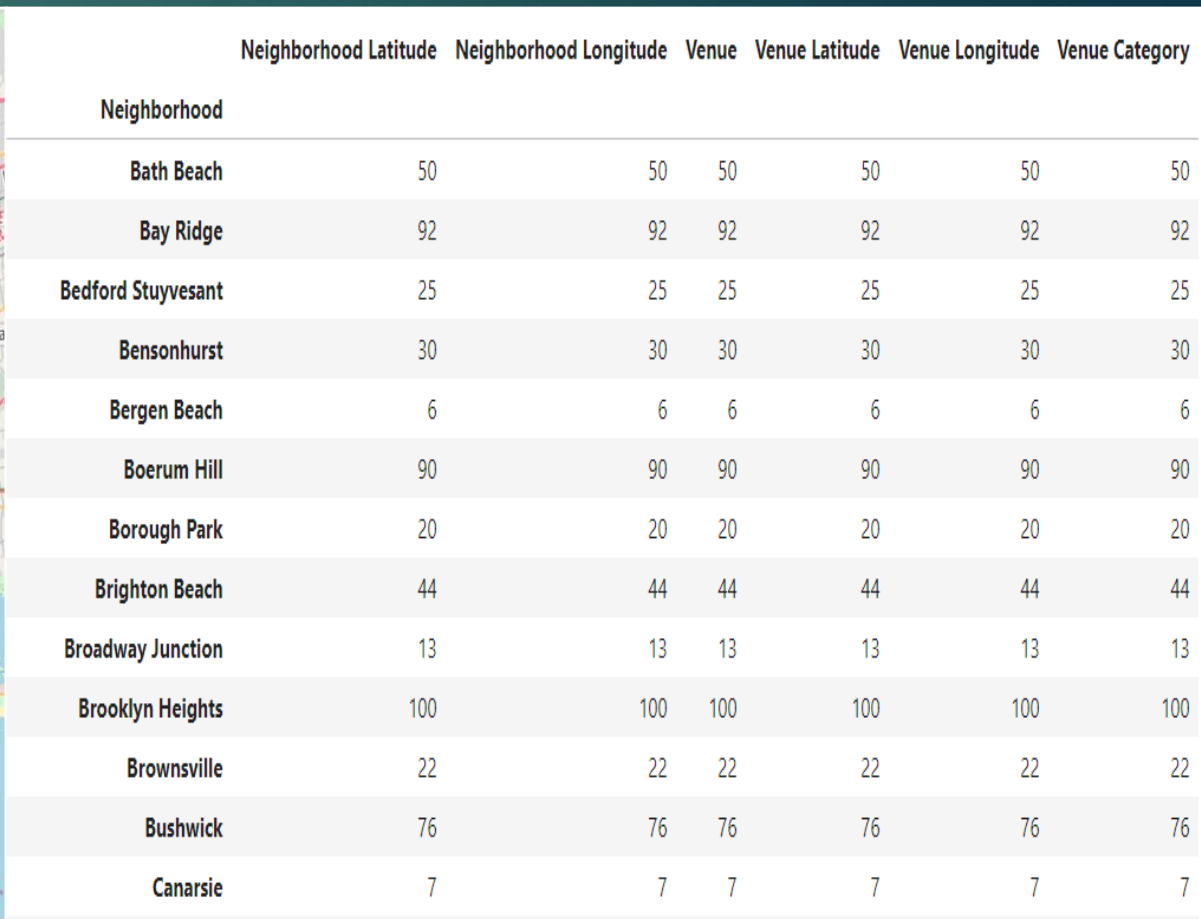 Neighborhood Latitude Neighborhood Longitude Venue Venue Latitude Venue Longitude Venue Category
Neighborhood
Bath Beach 50 50 50 50 50 50
Bay Ridge 92 92 92 92 92 92
Bedford Stuyvesant 25 25 25 25 25 25
Bensonhurst 30 30 30 30 30 30
Bergen Beach 6 6 6 6 6 6
Boerum Hill 90 90 90 90 90 90
Borough Park 20 20 20 20 20 20
Brighton Beach 44 44 44 44 44 44
Broadway Junction 13 13 13 13 13 13
Brooklyn Heights 100 100 100 100 100 100
Brownsville 22 22 22 22 22 22
Bushwick 76 76 76 76 76 76
Canarsie 7 7 7 7 7 7